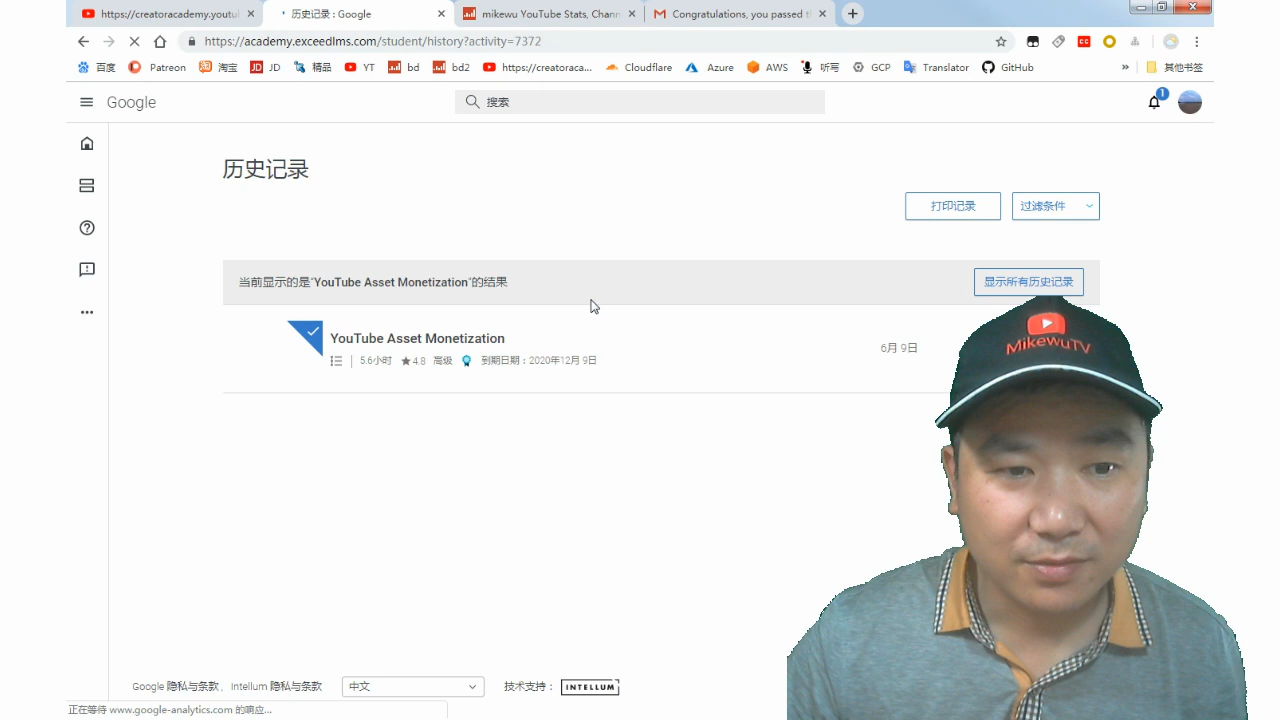 https://creatoracademy.youtul
历史记录 : Google
mikewu YouTube Stats, Chann
Congratulations, you passed t
https://academy.exceedlms.com/student/history?activity=7372
百度
Patreon
淘宝
JD
JD
精品
YT
bd
bd2
https://creatoraca...
Cloudflare
Azure
AWS
听写
GCP
Translator
GitHub
»
其他书签
Google
搜索
1
历史记录
打印记录
过滤条件
当前显示的是“YouTube Asset Monetization”的结果
显示所有历史记录
YouTube Asset Monetization
6月 9日
5.6小时
4.8
高级
到期日期：2020年12月 9日
MikewuTV
Google 隐私与条款 、 Intellum 隐私与条款
中文
技术支持：
INTELLUM
正在等待 www.google-analytics.com 的响应...